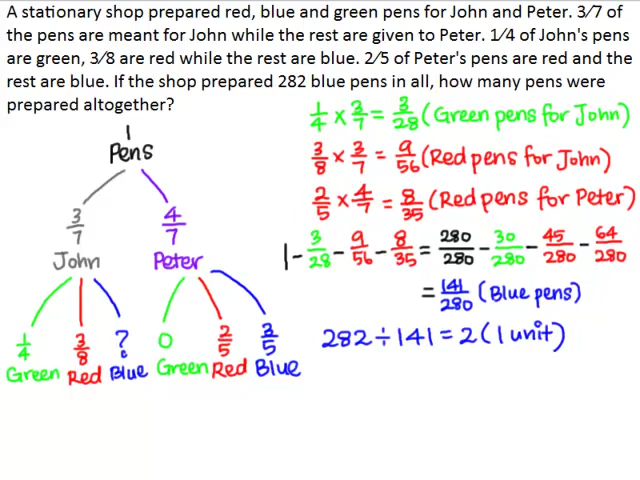 A stationary shop prepared red, blue and green pens for John and Peter. 3/7 of
the pens are meant for John while the rest are given to Peter. 1/4 of John's pens
are green, 3/8 are red while the rest are blue. 2/5 of Peter's pens are red and the
rest are blue. If the shop prepared 282 blue pens in all, how many pens were
prepared altogether?
1/4 x 3/7 = 3/28 (Green pens for John)
3/8 x 3/7 = 9/56 (Red pens for John)
2/5 x 4/7 = 8/35 (Red pens for Peter)
1 - 3/28 - 9/56 - 8/35 = 280/280 - 30/280 - 45/280 - 64/280
= 141/280 (Blue pens)
282 ÷ 141 = 2 (1 unit)
1
Pens
3/7 4/7
John Peter
1/4 3/8 ? 0 2/5 3/5
Green Red Blue Green Red Blue